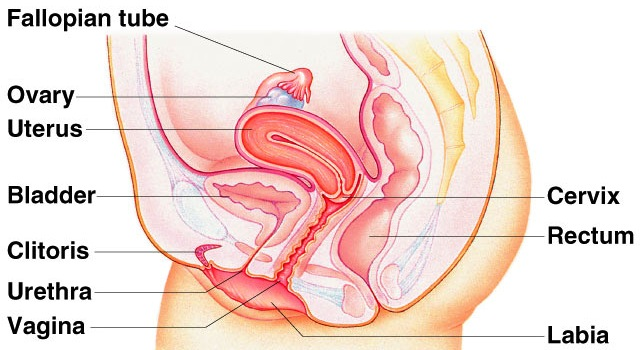 Fallopian tube
Ovary
Uterus
Bladder
Clitoris
Urethra
Vagina
Cervix
Rectum
Labia